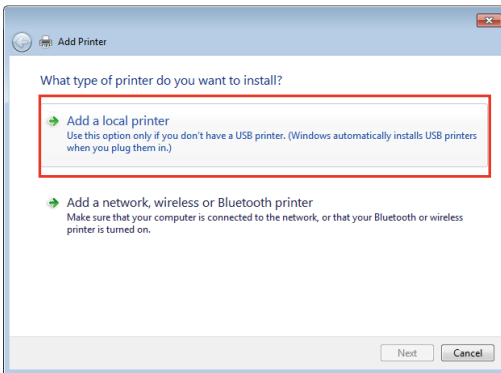 Add Printer
What type of printer do you want to install?
Add a local printer
Use this option only if you don't have a USB printer. (Windows automatically installs USB printers
when you plug them in.)
Add a network, wireless or Bluetooth printer
Make sure that your computer is connected to the network, or that your Bluetooth or wireless
printer is turned on.
Next Cancel